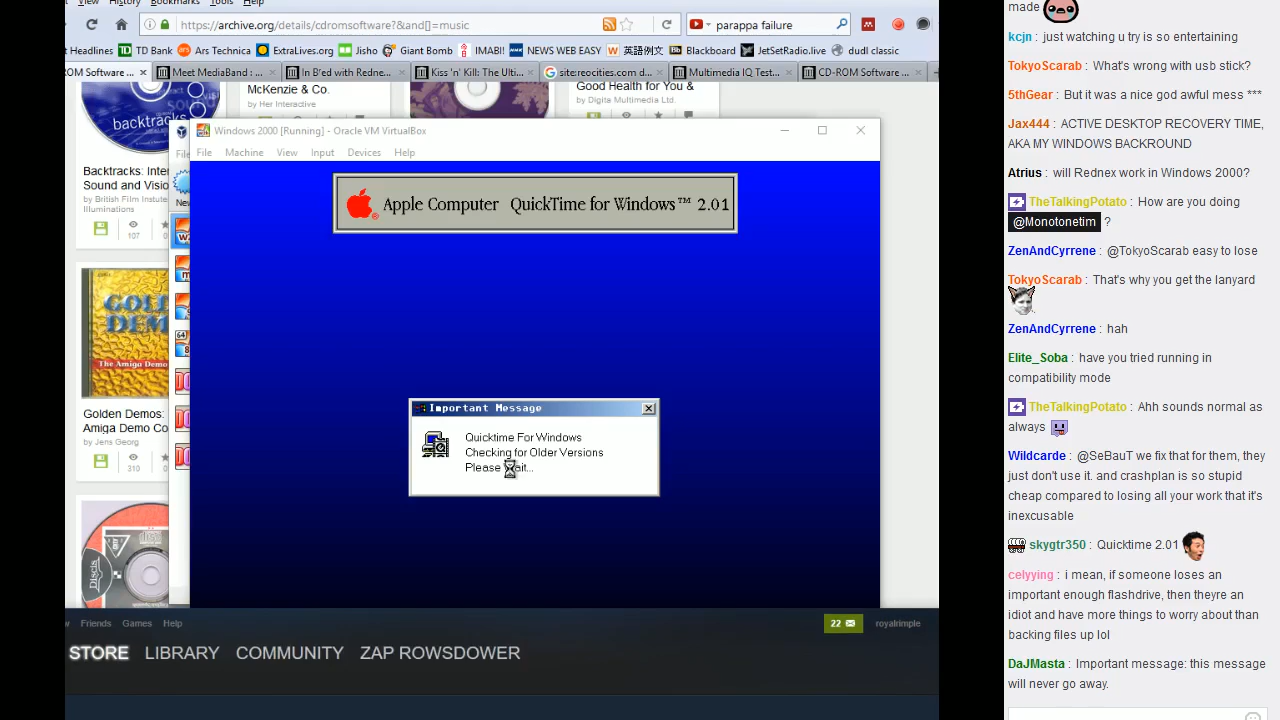 View History Bookmarks Tools Help
https://archive.org/details/cdromsoftware?&and[]=music
parappa failure
Headlines TD Bank Ars Technica ExtraLives.org Jisho Giant Bomb IMABI! NEWS WEB EASY 英語例文 Blackboard JetSetRadio.live dudl classic
ROM Software ... Meet MediaBand : ... In B'ed with Redne... Kiss 'n' Kill: The Ulti... site:reocities.com d... Multimedia IQ Test... CD-ROM Software ...
backtracks
Backtracks: Inter
Sound and Visio
by British Film Instute
Illuminations
107
McKenzie & Co.
by Her Interactive
Good Health for You &
by Digita Multimedia Ltd.
GOLD
DEM
The Amiga Demo
Golden Demos:
Amiga Demo Co
by Jens Georg
310
Discis
Windows 2000 [Running] - Oracle VM VirtualBox
File Machine View Input Devices Help
Apple Computer QuickTime for Windows™ 2.01
Important Message
Quicktime For Windows
Checking for Older Versions
Please Wait...
Friends Games Help
22
royalrimple
STORE LIBRARY COMMUNITY ZAP ROWSDOWER
made
kcjn : just watching u try is so entertaining
TokyoScarab : What's wrong with usb stick?
5thGear : But it was a nice god awful mess ***
Jax444 : ACTIVE DESKTOP RECOVERY TIME,
AKA MY WINDOWS BACKROUND
Atrius : will Rednex work in Windows 2000?
TheTalkingPotato : How are you doing
@Monotonetim ?
ZenAndCyrrene : @TokyoScarab easy to lose
TokyoScarab : That's why you get the lanyard
ZenAndCyrrene : hah
Elite_Soba : have you tried running in
compatibility mode
TheTalkingPotato : Ahh sounds normal as
always
Wildcarde : @SeBauT we fix that for them, they
just don't use it. and crashplan is so stupid
cheap compared to losing all your work that it's
inexcusable
skygtr350 : Quicktime 2.01
celyying : i mean, if someone loses an
important enough flashdrive, then theyre an
idiot and have more things to worry about than
backing files up lol
DaJMasta : Important message: this message
will never go away.